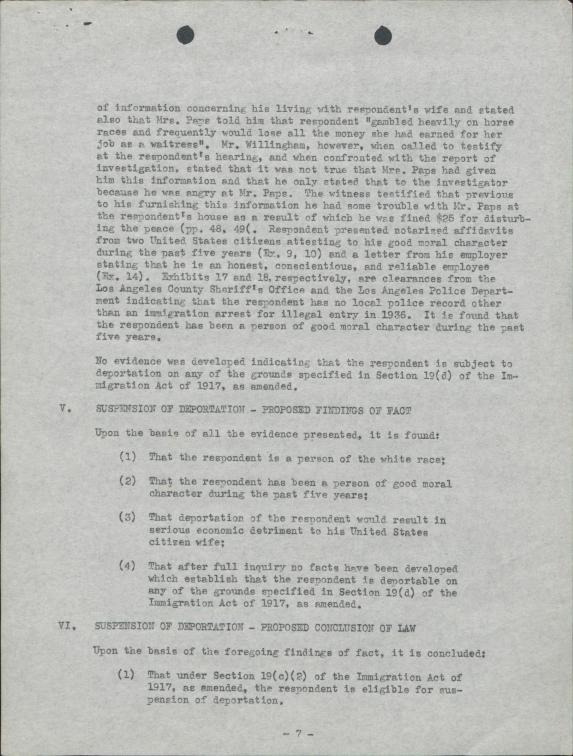 of information concerning his living with respondent's wife and stated
also that Mrs. Paps told him that respondent "gambled heavily on horse
races and frequently would lose all the money she had earned for her
job as a waitress". Mr. Willingham, however, when called to testify
at the respondent's hearing, and when confronted with the report of
investigation, stated that it was not true that Mrs. Paps had given
him this information and that he only stated that to the investigator
because he was angry at Mr. Paps. The witness testified that previous
to his furnishing this information he had some trouble with Mr. Paps at
the respondent's house as a result of which he was fined $25 for disturb-
ing the peace (pp. 48, 49(. Respondent presented notarized affidavits
from two United States citizens attesting to his good moral character
during the past five years (Ex. 9, 10) and a letter from his employer
stating that he is an honest, conscientious, and reliable employee
(Ex. 14). Exhibits 17 and 18, respectively, are clearances from the
Los Angeles County Sheriff's Office and the Los Angeles Police Depart-
ment indicating that the respondent has no local police record other
than an immigration arrest for illegal entry in 1936. It is found that
the respondent has been a person of good moral character during the past
five years.
No evidence was developed indicating that the respondent is subject to
deportation on any of the grounds specified in Section 19(d) of the Im-
migration Act of 1917, as amended.
V. SUSPENSION OF DEPORTATION - PROPOSED FINDINGS OF FACT
Upon the basis of all the evidence presented, it is found:
(1) That the respondent is a person of the white race;
(2) That the respondent has been a person of good moral
character during the past five years;
(3) That deportation of the respondent would result in
serious economic detriment to his United States
citizen wife;
(4) That after full inquiry no facts have been developed
which establish that the respondent is deportable on
any of the grounds specified in Section 19(d) of the
Immigration Act of 1917, as amended.
VI. SUSPENSION OF DEPORTATION - PROPOSED CONCLUSION OF LAW
Upon the basis of the foregoing findings of fact, it is concluded:
(1) That under Section 19(c)(2) of the Immigration Act of
1917, as amended, the respondent is eligible for sus-
pension of deportation.
- 7 -